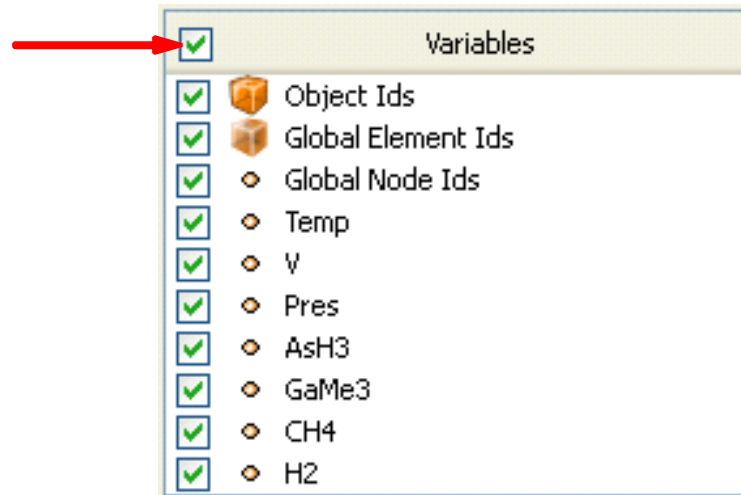 Variables
Object Ids
Global Element Ids
Global Node Ids
Temp
V
Pres
AsH3
GaMe3
CH4
H2